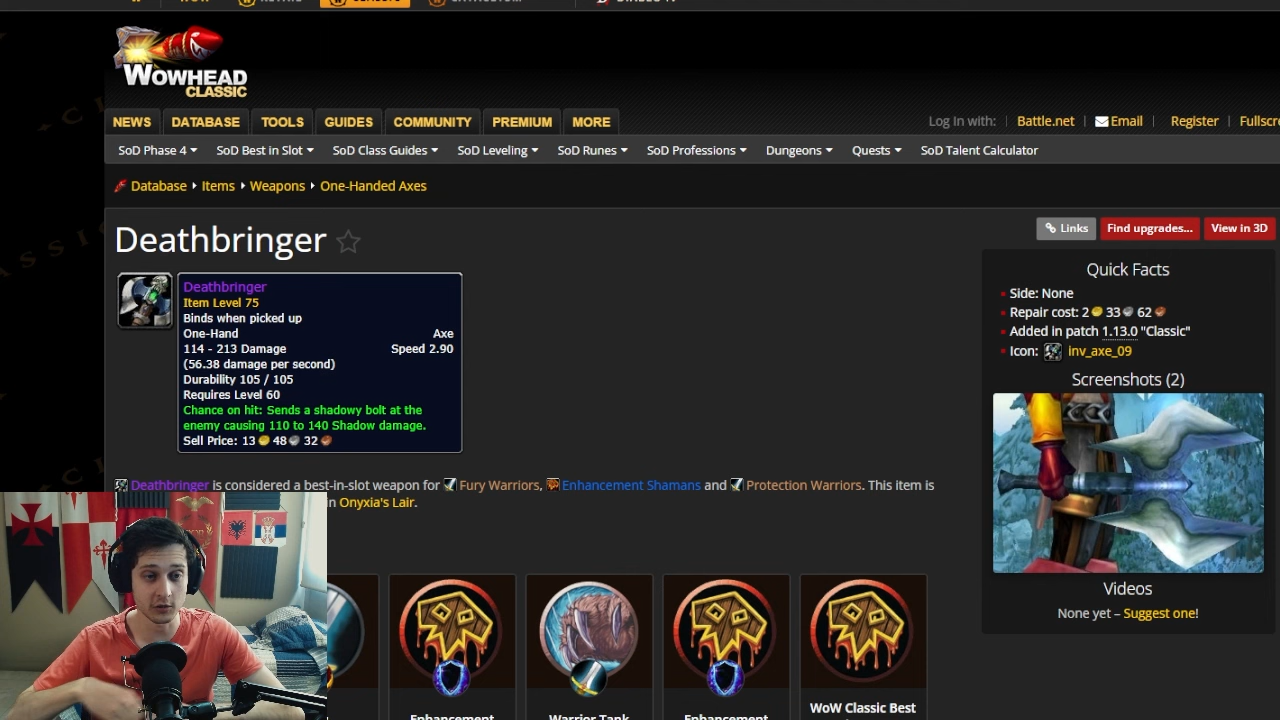 WOWHEAD
CLASSIC
NEWS DATABASE TOOLS GUIDES COMMUNITY PREMIUM MORE
Log In with: Battle.net Email Register
SoD Phase 4 SoD Best in Slot SoD Class Guides SoD Leveling SoD Runes SoD Professions Dungeons Quests SoD Talent Calculator
Database Items Weapons One-Handed Axes
Deathbringer
Links Find upgrades... View in 3D
Deathbringer
Item Level 75
Binds when picked up
One-Hand Axe
114 - 213 Damage Speed 2.90
(56.38 damage per second)
Durability 105 / 105
Requires Level 60
Chance on hit: Sends a shadowy bolt at the
enemy causing 110 to 140 Shadow damage.
Sell Price: 13 48 32
Quick Facts
Side: None
Repair cost: 2 33 62
Added in patch 1.13.0 "Classic"
Icon: inv_axe_09
Screenshots (2)
Deathbringer is considered a best-in-slot weapon for Fury Warriors, Enhancement Shamans and Protection Warriors. This item is
Onyxia's Lair.
Videos
None yet – Suggest one!
Enhancement
Warrior Tank
Enhancement
WoW Classic Best